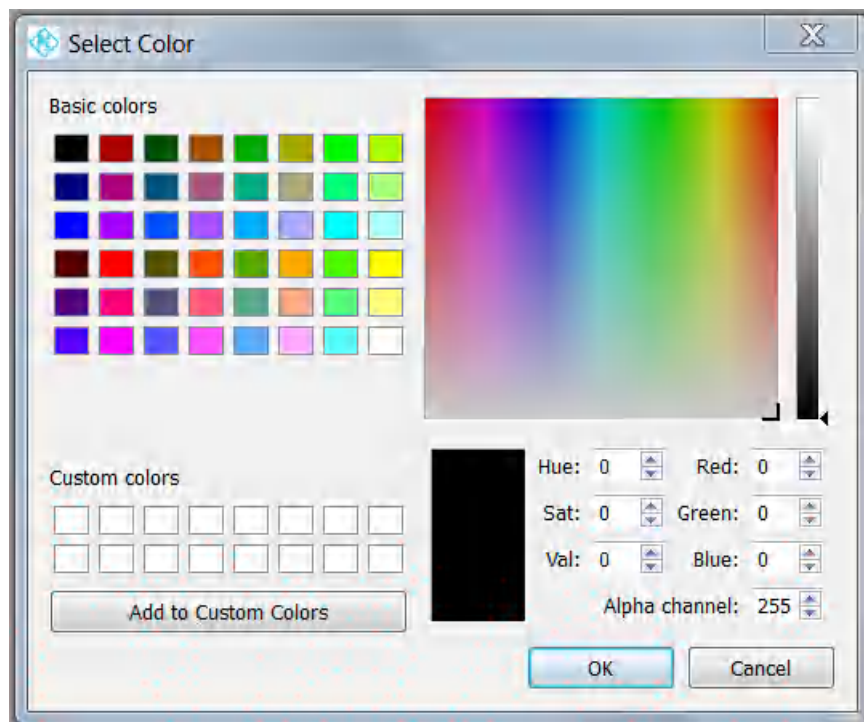 Select Color
Basic colors
Custom colors
Add to Custom Colors
Hue: 0 Red: 0
Sat: 0 Green: 0
Val: 0 Blue: 0
Alpha channel: 255
OK Cancel